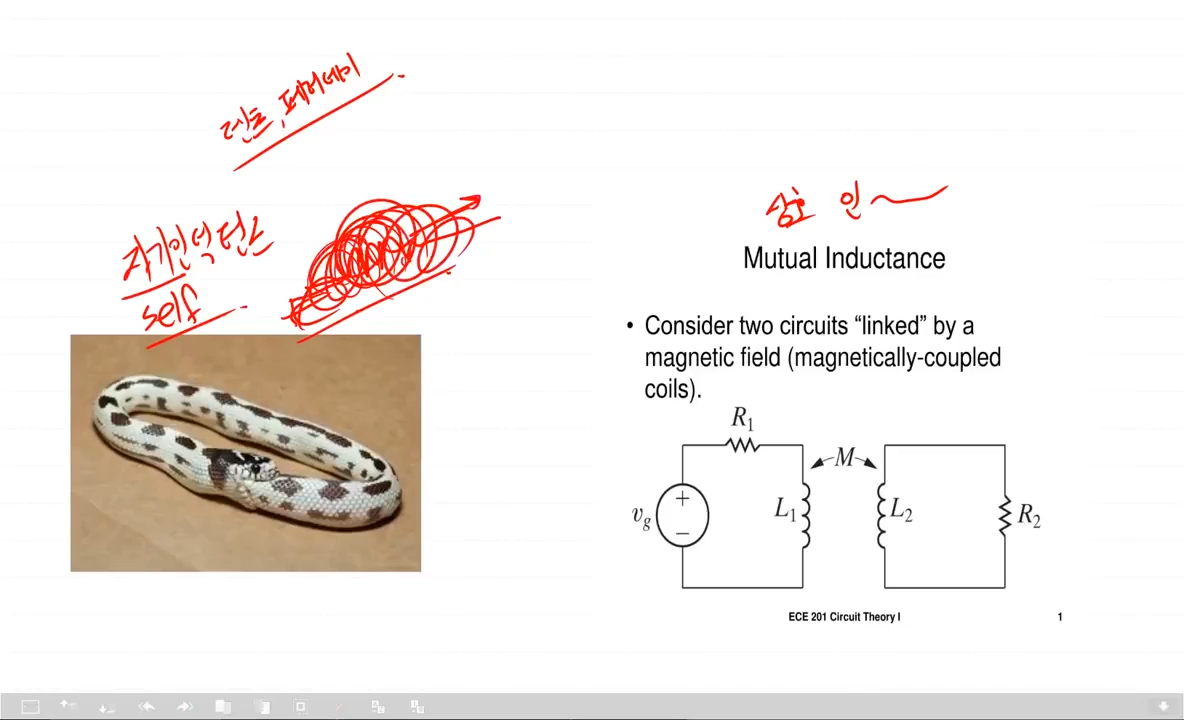 렌츠, 페러데이
자기인덕턴스
self
상호 인
Mutual Inductance
• Consider two circuits “linked” by a
magnetic field (magnetically-coupled
coils).
R1
M
vg
+
−
L1
L2
R2
ECE 201 Circuit Theory I
1